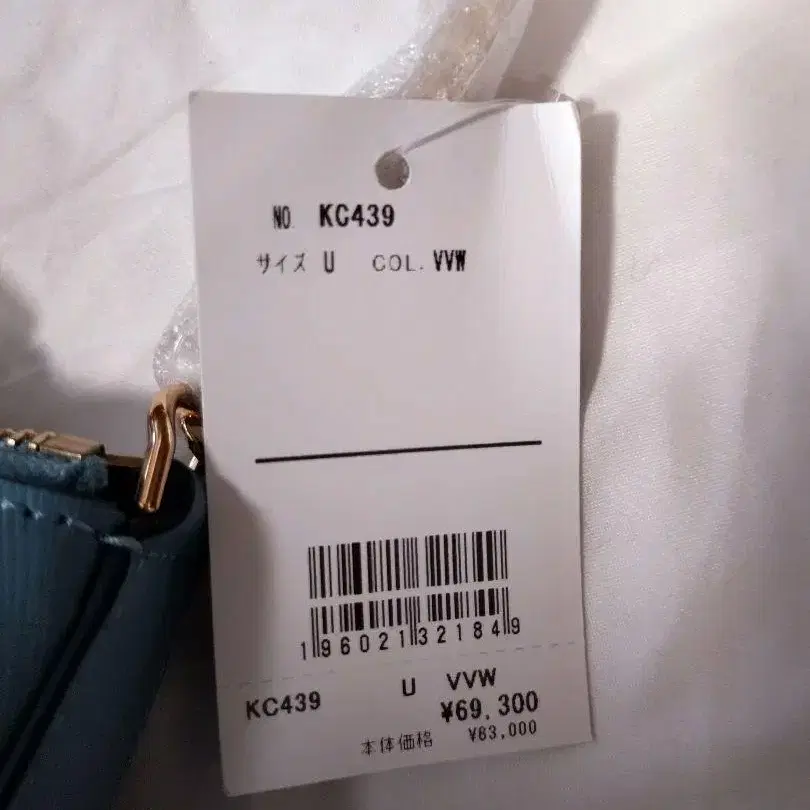 NO. KC439
サイズ U COL. VVW
196021321849
KC439 U VVW
¥69,300
本体価格 ¥63,000